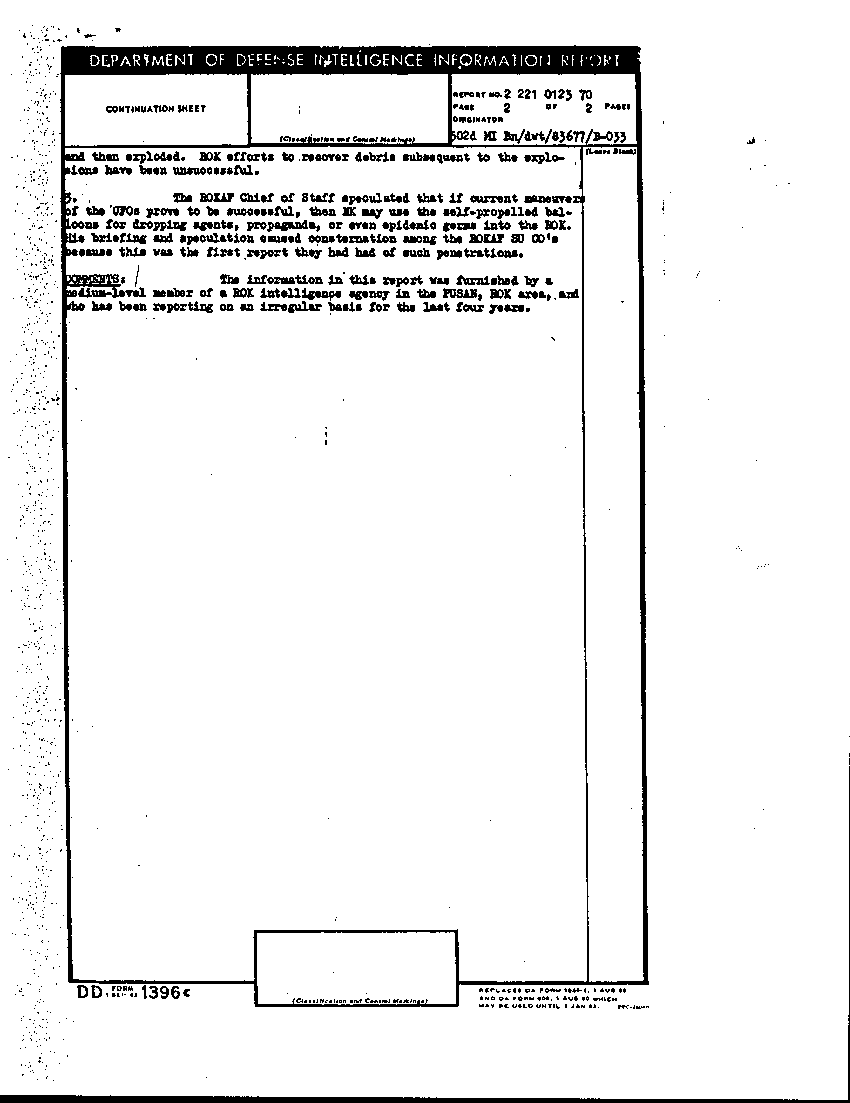 DEPARTMENT OF DEFENSE INTELLIGENCE INFORMATION REPORT
CONTINUATION SHEET
(Classification and Control Markings)
REPORT NO. 2 221 0123 70
PAGE 2 OF 2 PAGES
ORIGINATOR
502d MI Bn/dwt/83677/B-033
(Leave Blank)
and then exploded. ROK efforts to recover debris subsequent to the explo-
sions have been unsuccessful.
3. The ROKAF Chief of Staff speculated that if current maneuvers
of the UFOs prove to be successful, then NK may use the self-propelled bal-
loons for dropping agents, propaganda, or even epidemic germs into the ROK.
His briefing and speculation caused consternation among the ROKAF SU CO's
because this was the first report they had had of such penetrations.
COMMENTS: The information in this report was furnished by a
medium-level member of a ROK intelligence agency in the PUSAN, ROK area, and
who has been reporting on an irregular basis for the last four years.
(Classification and Control Markings)
DD FORM 1396c
REPLACES DA FORM 1 AUG 60
AND DA FORM 1 AUG 60 WHICH
MAY BE USED UNTIL 1 JAN 63.